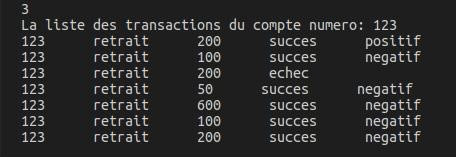 3
La liste des transactions du compte numero: 123
123 retrait 200 succes positif
123 retrait 100 succes negatif
123 retrait 200 echec
123 retrait 50 succes negatif
123 retrait 600 succes negatif
123 retrait 100 succes negatif
123 retrait 200 succes negatif